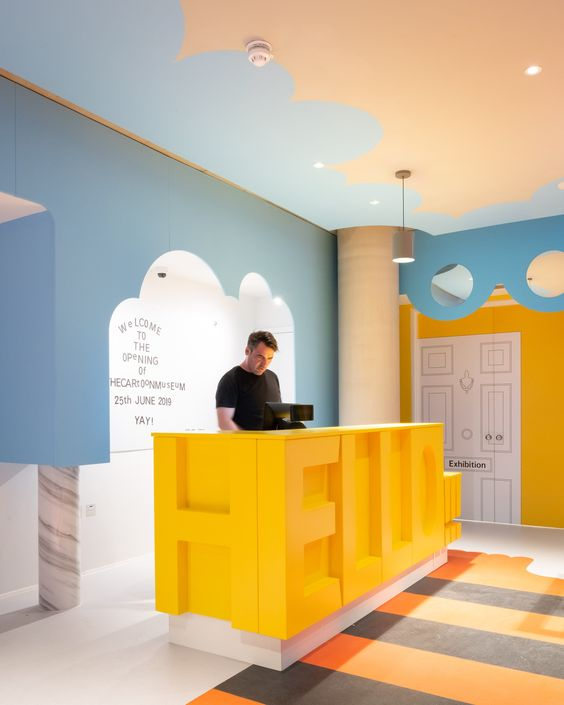 WeLCOME
TO
THE
OPeNING
Of
THECARTOONMUSEUM
25th JUNE 2019
YAY!
HELLO
Exhibition